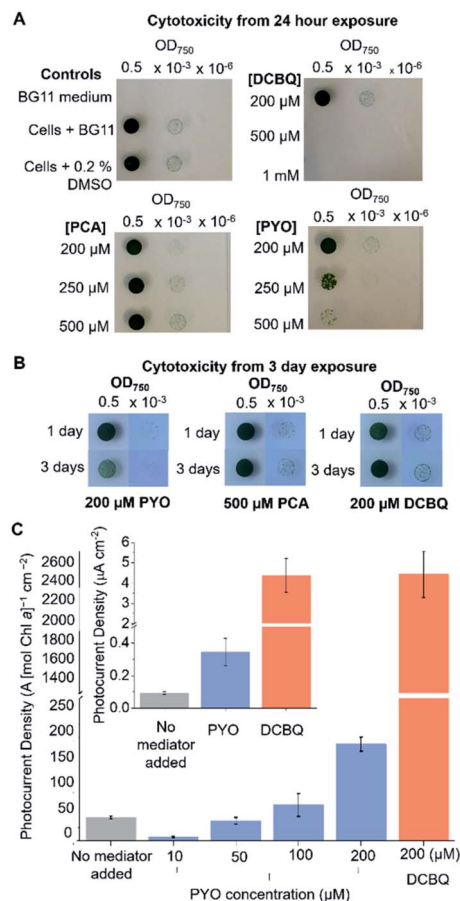 A
Cytotoxicity from 24 hour exposure
OD750
Controls 0.5 x 10-3 x 10-6
BG11 medium
Cells + BG11
Cells + 0.2 %
DMSO
OD750
[DCBQ] 0.5 x 10-3 x 10-6
200 µM
500 µM
1 mM
OD750
[PCA] 0.5 x 10-3 x 10-6
200 µM
250 µM
500 µM
OD750
[PYO] 0.5 x 10-3 x 10-6
200 µM
250 µM
500 µM
B
Cytotoxicity from 3 day exposure
OD750 OD750 OD750
0.5 x 10-3 0.5 x 10-3 0.5 x 10-3
1 day 1 day 1 day
3 days 3 days 3 days
200 µM PYO 500 µM PCA 200 µM DCBQ
C
Photocurrent Density (A [mol Chl a]−1 cm−2)
2600
2400
2200
2000
1800
1600
1400
250
200
150
100
50
0
Photocurrent Density (µA cm−2)
6
5
4
3
2
0.4
0.2
0.0
No mediator added
PYO
DCBQ
No mediator added
10 50 100 200 200 (µM)
DCBQ
PYO concentration (µM)